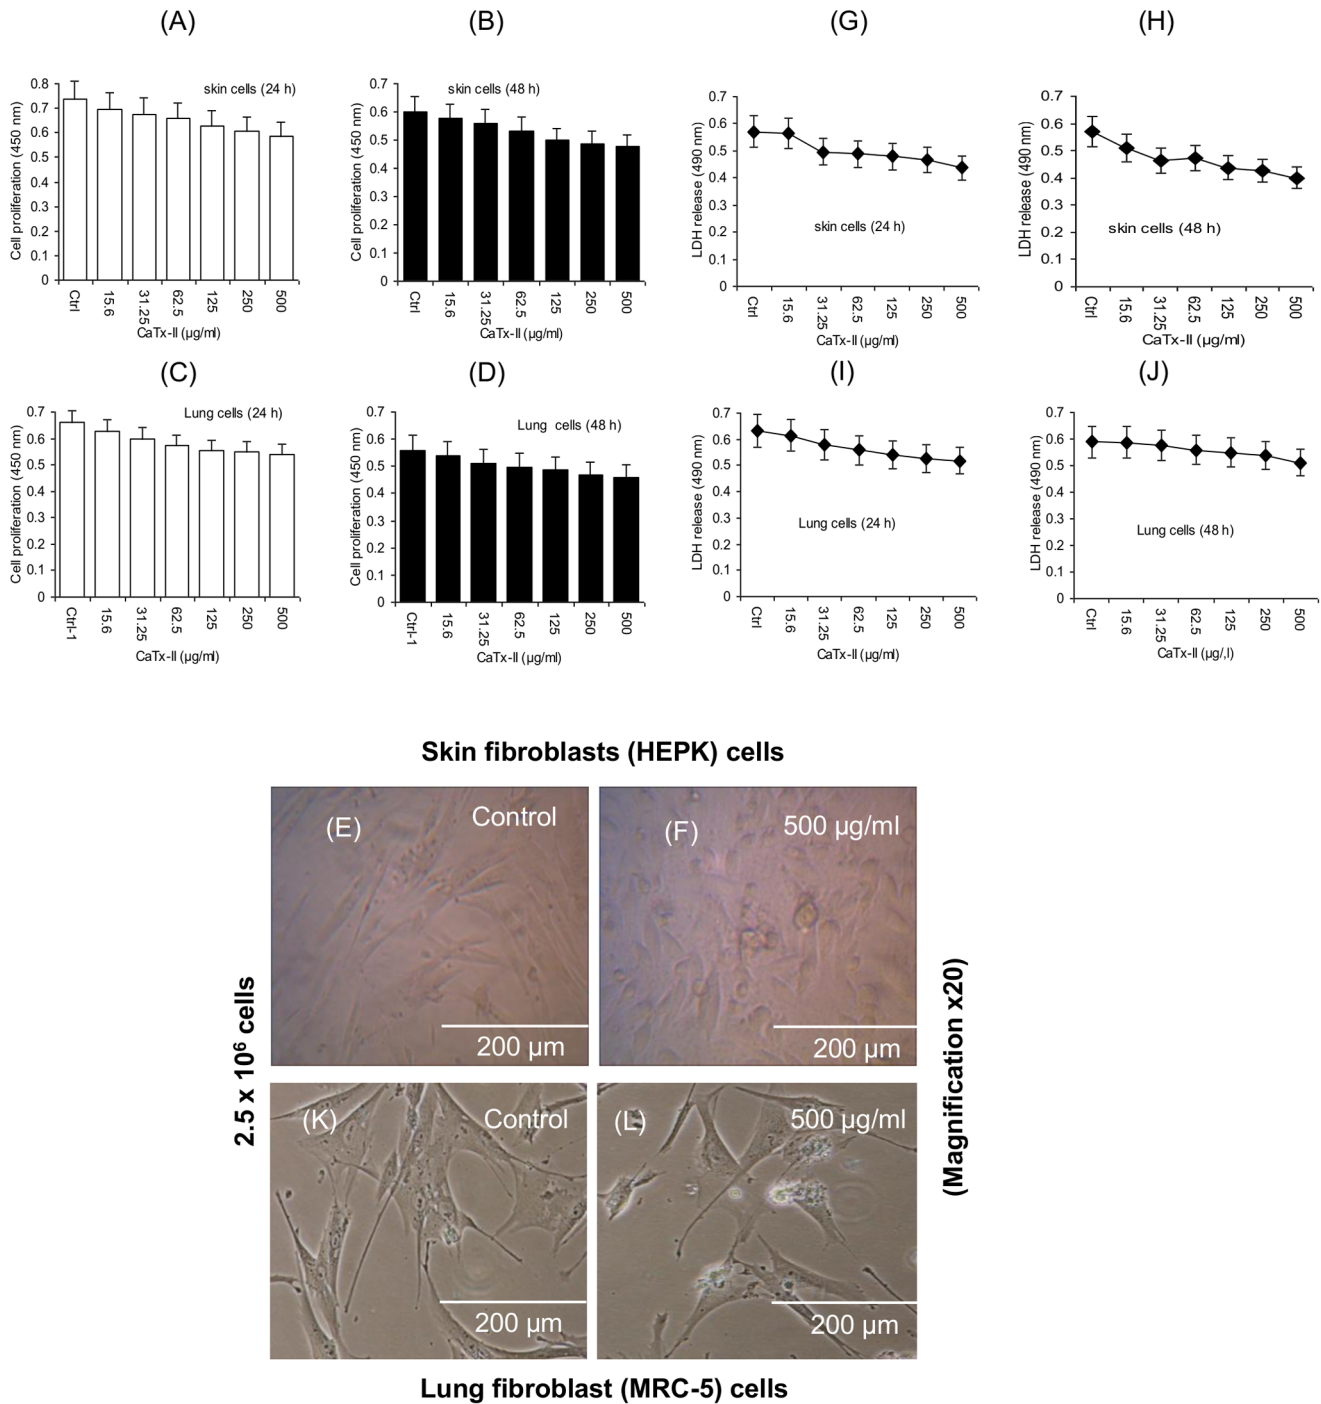 (A)
(B)
(G)
(H)
Cell proliferation (450 nm)
0.8
0.7
0.6
0.5
0.4
0.3
0.2
0.1
0
skin cells (24 h)
Ctrl
15.6
31.25
62.5
125
250
500
CaTx-II (µg/ml)
Cell proliferation (450 nm)
0.7
0.6
0.5
0.4
0.3
0.2
0.1
0
skin cells (48 h)
Ctrl
15.6
31.25
62.5
125
250
500
CaTx-II (µg/ml)
LDH release (490 nm)
0.7
0.6
0.5
0.4
0.3
0.2
0.1
0
skin cells (24 h)
Ctrl
15.6
31.25
62.5
125
250
500
CaTx-II (µg/ml)
LDH release (490 nm)
0.7
0.6
0.5
0.4
0.3
0.2
0.1
0
skin cells (48 h)
Ctrl
15.6
31.25
62.5
125
250
500
CaTx-II (µg/ml)
(C)
(D)
(I)
(J)
Cell proliferation (450 nm)
0.7
0.6
0.5
0.4
0.3
0.2
0.1
0
Lung cells (24 h)
Ctrl-1
15.6
31.25
62.5
125
250
500
CaTx-II (µg/ml)
Cell proliferation (450 nm)
0.7
0.6
0.5
0.4
0.3
0.2
0.1
0
Lung cells (48 h)
Ctrl-1
15.6
31.25
62.5
125
250
500
CaTx-II (µg/ml)
LDH release (490 nm)
0.7
0.6
0.5
0.4
0.3
0.2
0.1
0
Lung cells (24 h)
Ctrl
15.6
31.25
62.5
125
250
500
CaTx-II (µg/ml)
LDH release (490 nm)
0.7
0.6
0.5
0.4
0.3
0.2
0.1
0
Lung cells (48 h)
Ctrl
15.6
31.25
62.5
125
250
500
CaTx-II (µg/,l)
Skin fibroblasts (HEPK) cells
(E)
Control
200 µm
(F)
500 µg/ml
200 µm
2.5 x 10⁶ cells
(Magnification x20)
(K)
Control
200 µm
(L)
500 µg/ml
200 µm
Lung fibroblast (MRC-5) cells